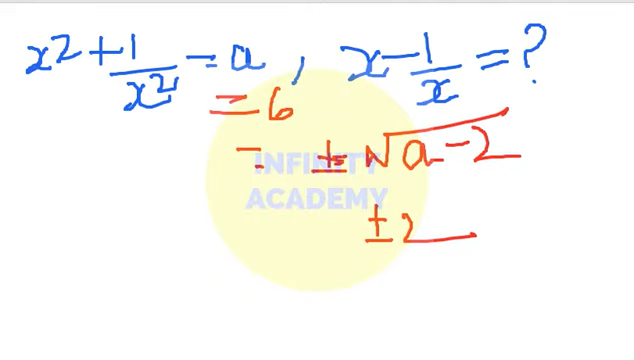 x² + 1/x² = a, x - 1/x = ?
= 6
= ± √a-2
INFINITY
ACADEMY
± 2